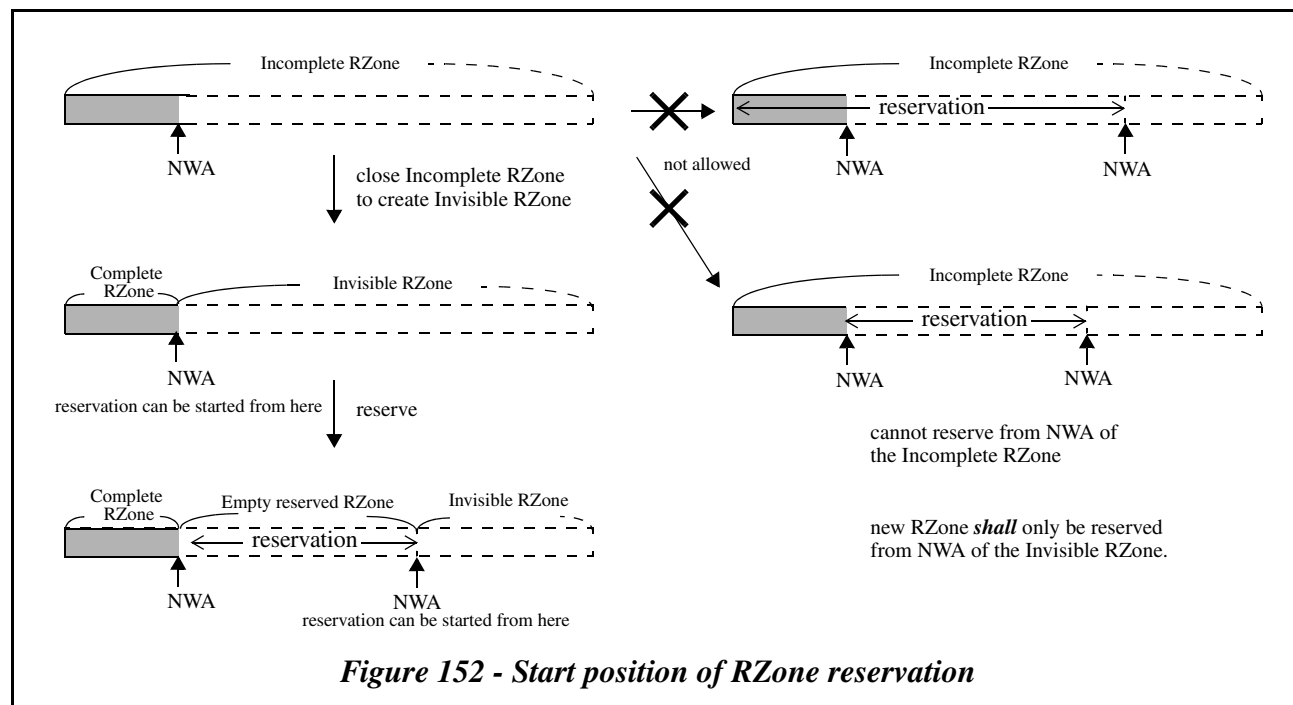 Incomplete RZone
NWA
close Incomplete RZone
to create Invisible RZone
Complete
RZone
Invisible RZone
NWA
reservation can be started from here
reserve
Complete
RZone
Empty reserved RZone
Invisible RZone
reservation
NWA
NWA
reservation can be started from here
not allowed
Incomplete RZone
reservation
NWA
NWA
Incomplete RZone
reservation
NWA
NWA
cannot reserve from NWA of
the Incomplete RZone
new RZone shall only be reserved
from NWA of the Invisible RZone.
Figure 152 - Start position of RZone reservation